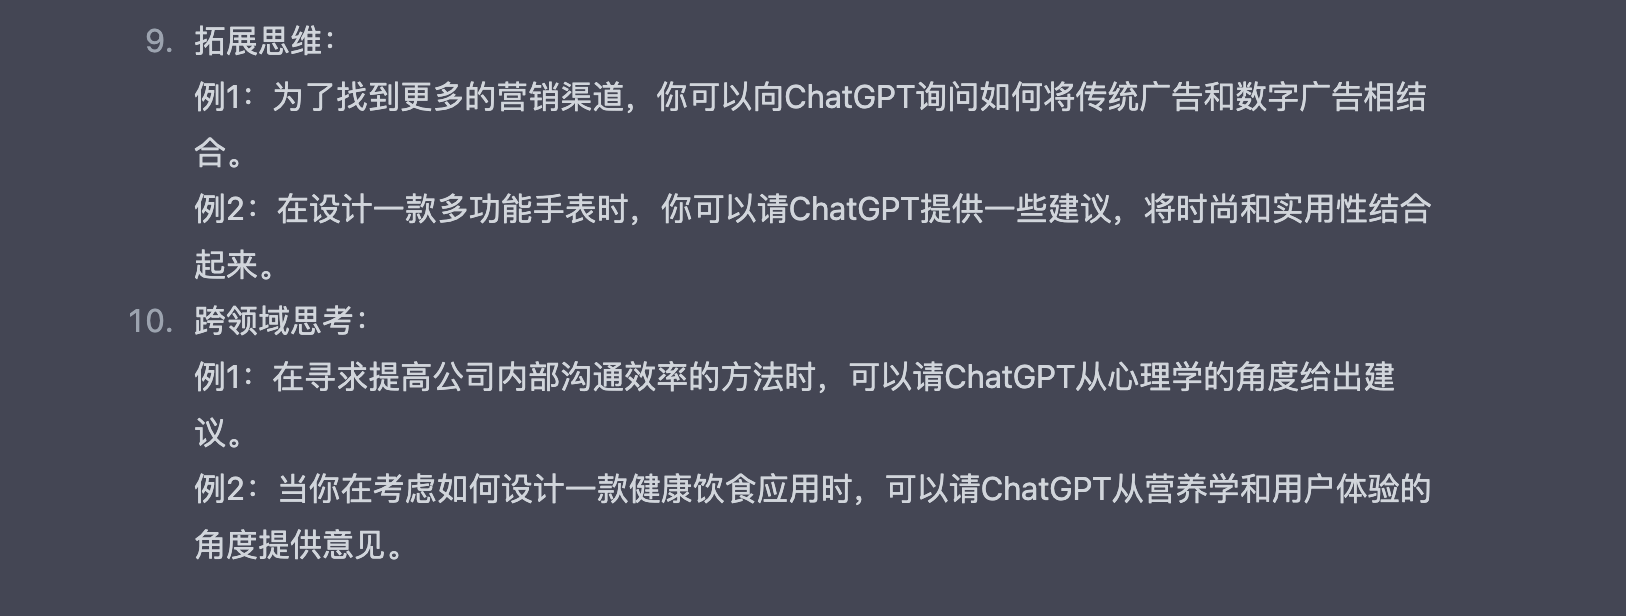 9. 拓展思维：
例1：为了找到更多的营销渠道，你可以向ChatGPT询问如何将传统广告和数字广告相结
合。
例2：在设计一款多功能手表时，你可以请ChatGPT提供一些建议，将时尚和实用性结合
起来。
10. 跨领域思考：
例1：在寻求提高公司内部沟通效率的方法时，可以请ChatGPT从心理学的角度给出建
议。
例2：当你在考虑如何设计一款健康饮食应用时，可以请ChatGPT从营养学和用户体验的
角度提供意见。